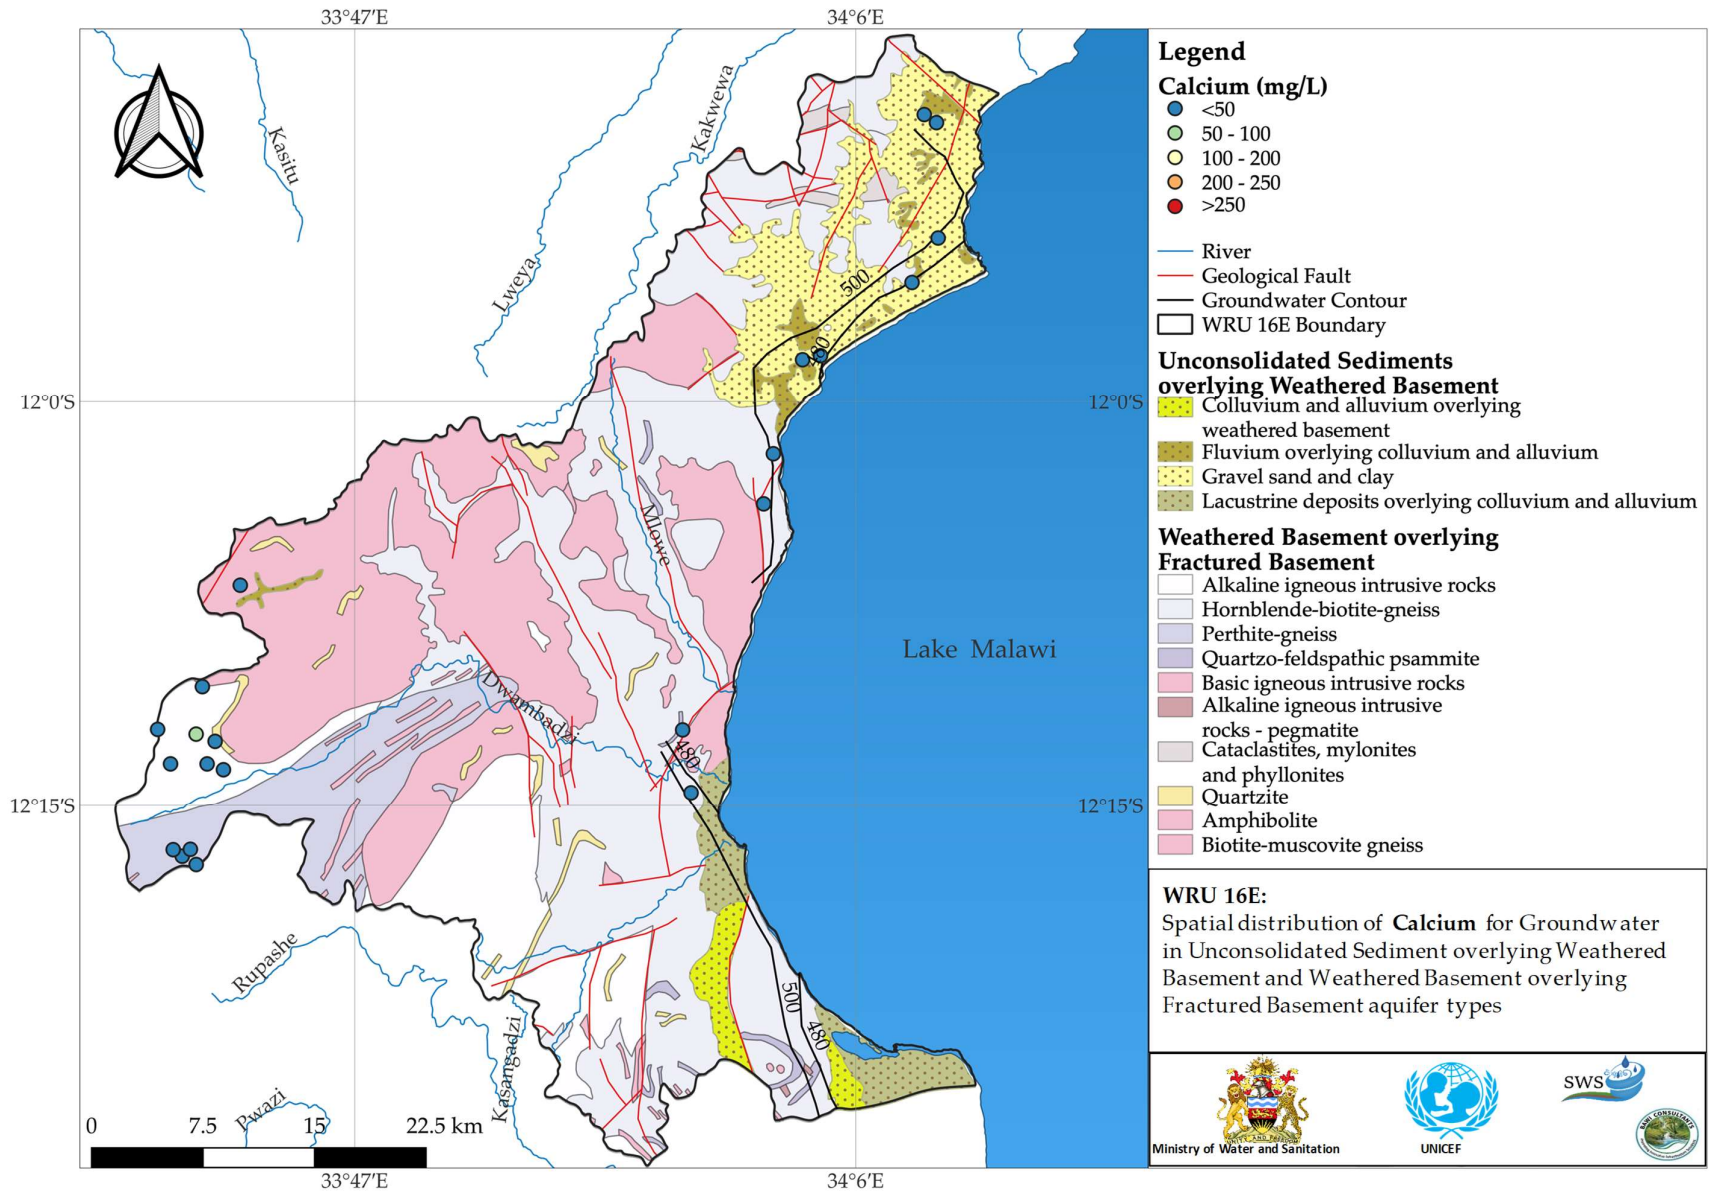 33°47′E
34°6′E
Kasitu
Kakwewa
Lweya
500
480
12°0′S
12°0′S
Mlowe
Lake Malawi
Dwambadzi
480
12°15′S
12°15′S
Rupashe
500
480
Kasangadzi
Pwazi
0
7.5
15
22.5 km
33°47′E
34°6′E
Legend
Calcium (mg/L)
<50
50 - 100
100 - 200
200 - 250
>250
River
Geological Fault
Groundwater Contour
WRU 16E Boundary
Unconsolidated Sediments
overlying Weathered Basement
Colluvium and alluvium overlying
weathered basement
Fluvium overlying colluvium and alluvium
Gravel sand and clay
Lacustrine deposits overlying colluvium and alluvium
Weathered Basement overlying
Fractured Basement
Alkaline igneous intrusive rocks
Hornblende-biotite-gneiss
Perthite-gneiss
Quartzo-feldspathic psammite
Basic igneous intrusive rocks
Alkaline igneous intrusive
rocks - pegmatite
Cataclastites, mylonites
and phyllonites
Quartzite
Amphibolite
Biotite-muscovite gneiss
WRU 16E:
Spatial distribution of Calcium for Groundwater
in Unconsolidated Sediment overlying Weathered
Basement and Weathered Basement overlying
Fractured Basement aquifer types
UNITY AND FREEDOM
Ministry of Water and Sanitation
UNICEF
SWS
BAWI CONSULTANTS